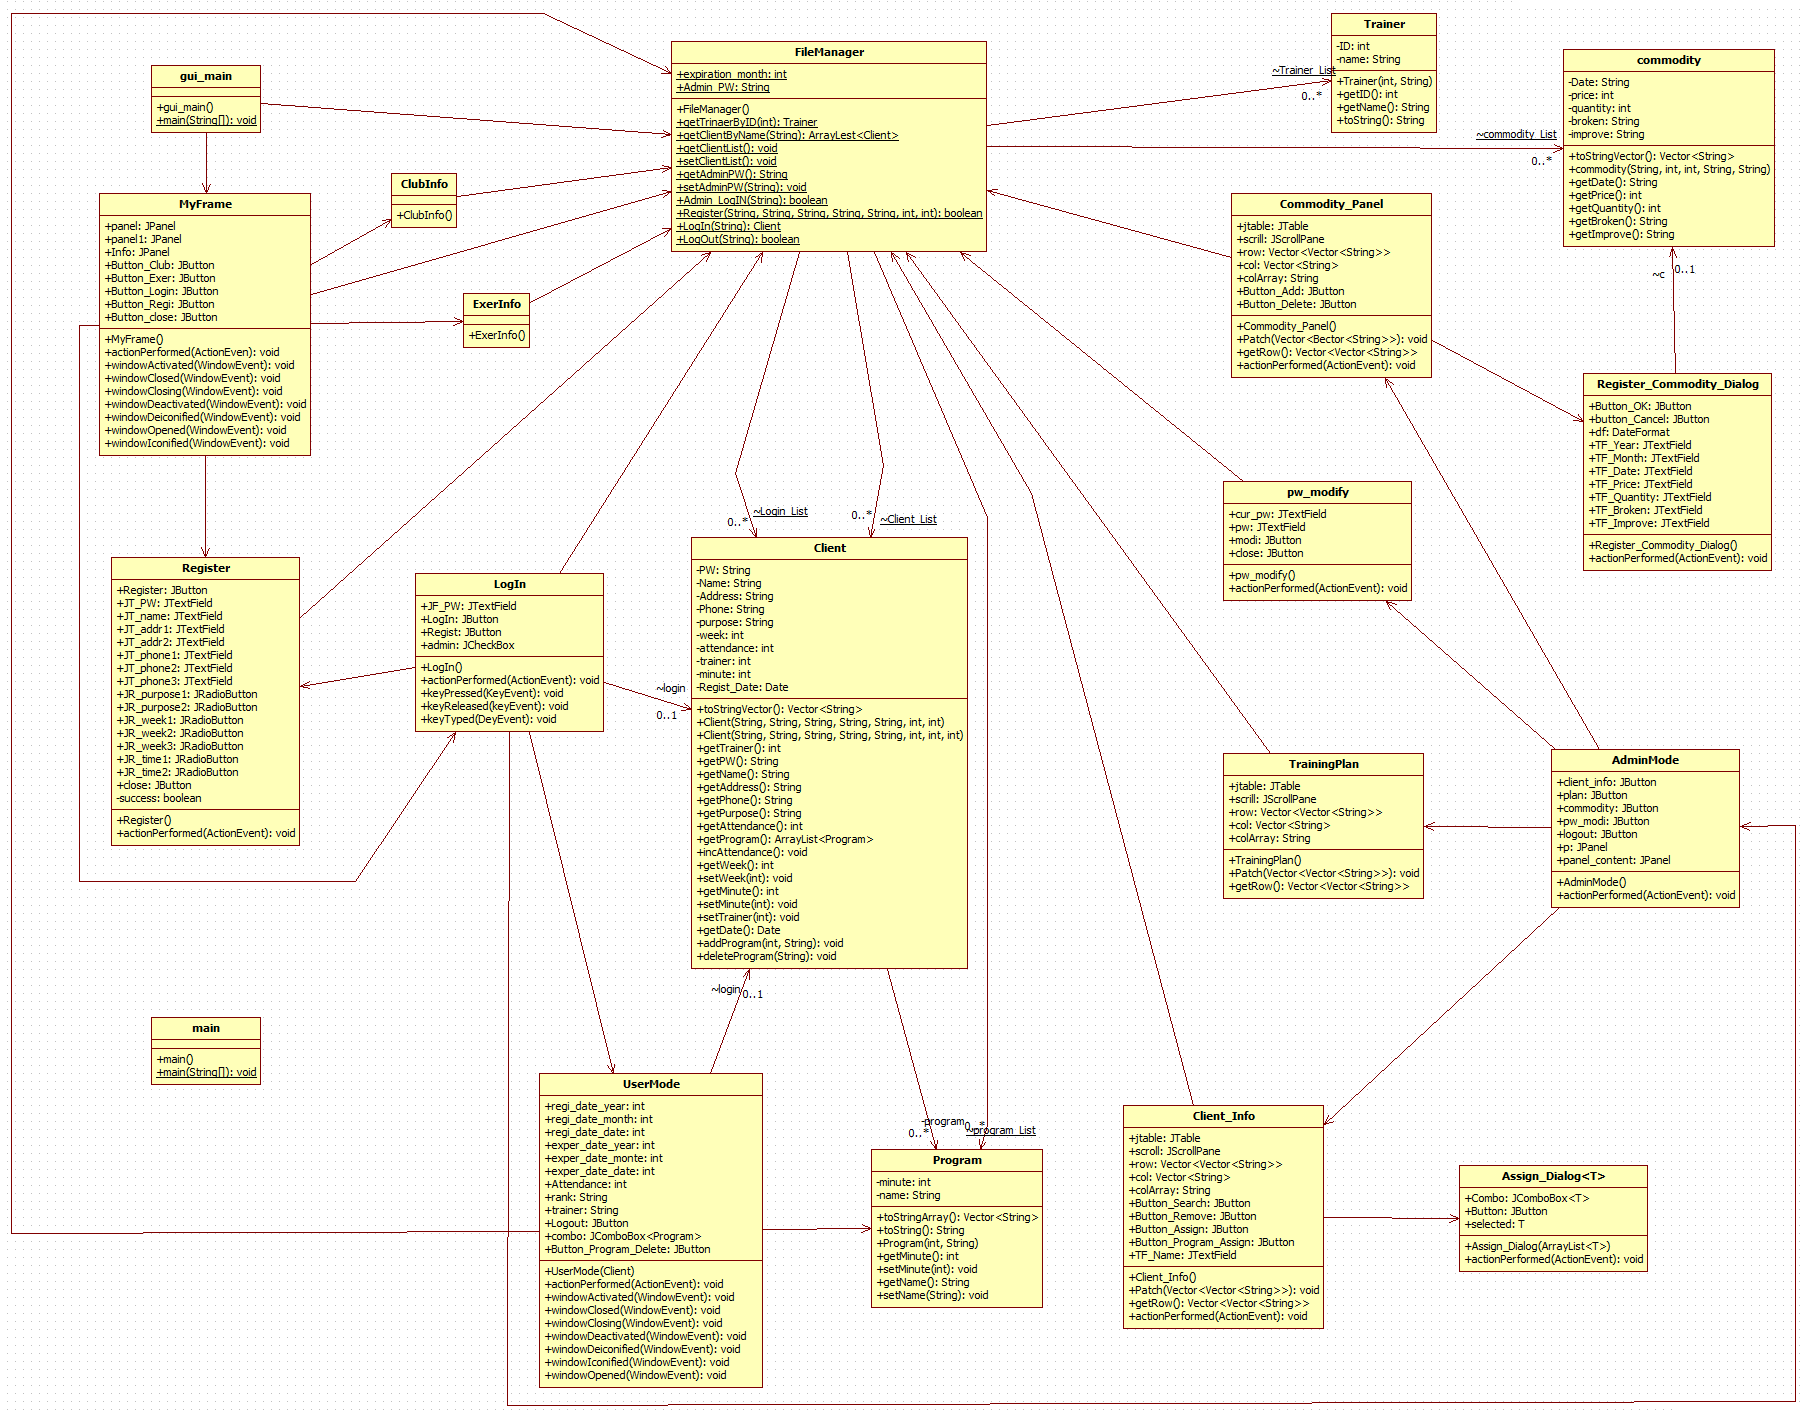 gui_main
+gui_main()
+main(String[]): void
FileManager
+expiration_month: int
+Admin_PW: String
+FileManager()
+getTrinaerByID(int): Trainer
+getClientByName(String): ArrayLest<Client>
+getClientList(): void
+setClientList(): void
+getAdminPW(): String
+setAdminPW(String): void
+Admin_LogIN(String): boolean
+Register(String, String, String, String, String, int, int): boolean
+LogIn(String): Client
+LogOut(String): boolean
Trainer
-ID: int
-name: String
+Trainer(int, String)
+getID(): int
+getName(): String
+toString(): String
~Trainer_List
0..*
commodity
-Date: String
-price: int
-quantity: int
-broken: String
-improve: String
+toStringVector(): Vector<String>
+commodity(String, int, int, String, String)
+getDate(): String
+getPrice(): int
+getQuantity(): int
+getBroken(): String
+getImprove(): String
~commodity_List
0..*
MyFrame
+panel: JPanel
+panel1: JPanel
+Info: JPanel
+Button_Club: JButton
+Button_Exer: JButton
+Button_Login: JButton
+Button_Regi: JButton
+Button_close: JButton
+MyFrame()
+actionPerformed(ActionEven): void
+windowActivated(WindowEvent): void
+windowClosed(WindowEvent): void
+windowClosing(WindowEvent): void
+windowDeactivated(WindowEvent): void
+windowDeiconified(WindowEvent): void
+windowOpened(WindowEvent): void
+windowIconified(WindowEvent): void
ClubInfo
+ClubInfo()
ExerInfo
+ExerInfo()
Commodity_Panel
+jtable: JTable
+scrill: JScrollPane
+row: Vector<Vector<String>>
+col: Vector<String>
+colArray: String
+Button_Add: JButton
+Button_Delete: JButton
+Commodity_Panel()
+Patch(Vector<Bector<String>>): void
+getRow(): Vector<Vector<String>>
+actionPerformed(ActionEvent): void
~c
0..1
Register_Commodity_Dialog
+Button_OK: JButton
+button_Cancel: JButton
+df: DateFormat
+TF_Year: JTextField
+TF_Month: JTextField
+TF_Date: JTextField
+TF_Price: JTextField
+TF_Quantity: JTextField
+TF_Broken: JTextField
+TF_Improve: JTextField
+Register_Commodity_Dialog()
+actionPerformed(ActionEvent): void
pw_modify
+cur_pw: JTextField
+pw: JTextField
+modi: JButton
+close: JButton
+pw_modify()
+actionPerformed(ActionEvent): void
Register
+Register: JButton
+JT_PW: JTextField
+JT_name: JTextField
+JT_addr1: JTextField
+JT_addr2: JTextField
+JT_phone1: JTextField
+JT_phone2: JTextField
+JT_phone3: JTextField
+JR_purpose1: JRadioButton
+JR_purpose2: JRadioButton
+JR_week1: JRadioButton
+JR_week2: JRadioButton
+JR_week3: JRadioButton
+JR_time1: JRadioButton
+JR_time2: JRadioButton
+close: JButton
-success: boolean
+Register()
+actionPerformed(ActionEvent): void
LogIn
+JF_PW: JTextField
+LogIn: JButton
+Regist: JButton
+admin: JCheckBox
+LogIn()
+actionPerformed(ActionEvent): void
+keyPressed(KeyEvent): void
+keyReleased(keyEvent): void
+keyTyped(DeyEvent): void
~login
0..1
~Login_List
0..*
~Client_List
0..*
Client
-PW: String
-Name: String
-Address: String
-Phone: String
-purpose: String
-week: int
-attendance: int
-trainer: int
-minute: int
-Regist_Date: Date
+toStringVector(): Vector<String>
+Client(String, String, String, String, String, int, int)
+Client(String, String, String, String, String, int, int, int)
+getTrainer(): int
+getPW(): String
+getName(): String
+getAddress(): String
+getPhone(): String
+getPurpose(): String
+getAttendance(): int
+getProgram(): ArrayList<Program>
+incAttendance(): void
+getWeek(): int
+setWeek(int): void
+getMinute(): int
+setMinute(int): void
+setTrainer(int): void
+getDate(): Date
+addProgram(int, String): void
+deleteProgram(String): void
~login
0..1
TrainingPlan
+jtable: JTable
+scrill: JScrollPane
+row: Vector<Vector<String>>
+col: Vector<String>
+colArray: String
+TrainingPlan()
+Patch(Vector<Vector<String>>): void
+getRow(): Vector<Vector<String>>
AdminMode
+client_info: JButton
+plan: JButton
+commodity: JButton
+pw_modi: JButton
+logout: JButton
+p: JPanel
+panel_content: JPanel
+AdminMode()
+actionPerformed(ActionEvent): void
main
+main()
+main(String[]): void
UserMode
+regi_date_year: int
+regi_date_month: int
+regi_date_date: int
+exper_date_year: int
+exper_date_monte: int
+exper_date_date: int
+Attendance: int
+rank: String
+trainer: String
+Logout: JButton
+combo: JComboBox<Program>
+Button_Program_Delete: JButton
+UserMode(Client)
+actionPerformed(ActionEvent): void
+windowActivated(WindowEvent): void
+windowClosed(WindowEvent): void
+windowClosing(WindowEvent): void
+windowDeactivated(WindowEvent): void
+windowDeiconified(WindowEvent): void
+windowIconified(WindowEvent): void
+windowOpened(WindowEvent): void
-program
0..*
0..*
~program_List
Program
-minute: int
-name: String
+toStringArray(): Vector<String>
+toString(): String
+Program(int, String)
+getMinute(): int
+setMinute(int): void
+getName(): String
+setName(String): void
Client_Info
+jtable: JTable
+scroll: JScrollPane
+row: Vector<Vector<String>>
+col: Vector<String>
+colArray: String
+Button_Search: JButton
+Button_Remove: JButton
+Button_Assign: JButton
+Button_Program_Assign: JButton
+TF_Name: JTextField
+Client_Info()
+Patch(Vector<Vector<String>>): void
+getRow(): Vector<Vector<String>>
+actionPerformed(ActionEvent): void
Assign_Dialog<T>
+Combo: JComboBox<T>
+Button: JButton
+selected: T
+Assign_Dialog(ArrayList<T>)
+actionPerformed(ActionEvent): void